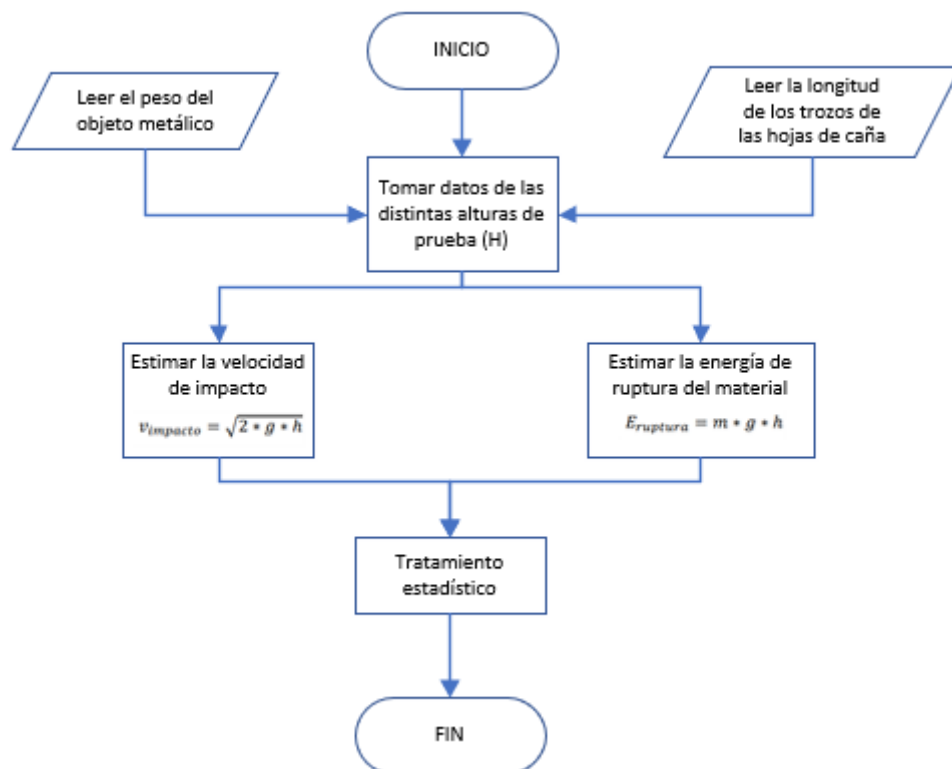 INICIO
Leer el peso del
objeto metálico
Leer la longitud
de los trozos de
las hojas de caña
Tomar datos de las
distintas alturas de
prueba (H)
Estimar la velocidad
de impacto
v_impacto = √2 * g * h
Estimar la energía de
ruptura del material
E_ruptura = m * g * h
Tratamiento
estadístico
FIN